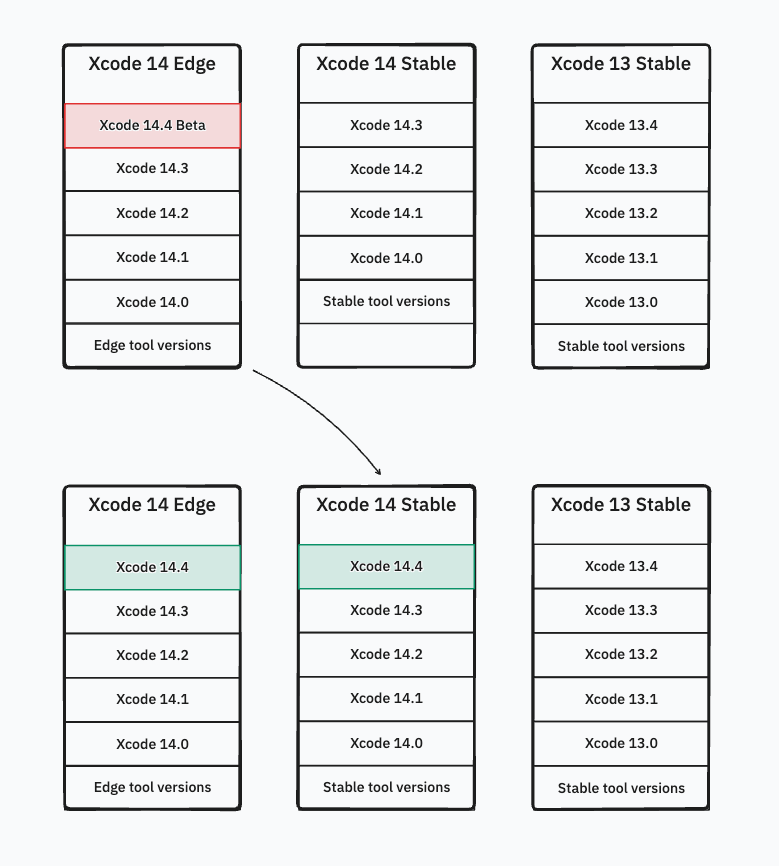 Xcode 14 Edge
Xcode 14.4 Beta
Xcode 14.3
Xcode 14.2
Xcode 14.1
Xcode 14.0
Edge tool versions
Xcode 14 Stable
Xcode 14.3
Xcode 14.2
Xcode 14.1
Xcode 14.0
Stable tool versions
Xcode 13 Stable
Xcode 13.4
Xcode 13.3
Xcode 13.2
Xcode 13.1
Xcode 13.0
Stable tool versions
Xcode 14 Edge
Xcode 14.4
Xcode 14.3
Xcode 14.2
Xcode 14.1
Xcode 14.0
Edge tool versions
Xcode 14 Stable
Xcode 14.4
Xcode 14.3
Xcode 14.2
Xcode 14.1
Xcode 14.0
Stable tool versions
Xcode 13 Stable
Xcode 13.4
Xcode 13.3
Xcode 13.2
Xcode 13.1
Xcode 13.0
Stable tool versions